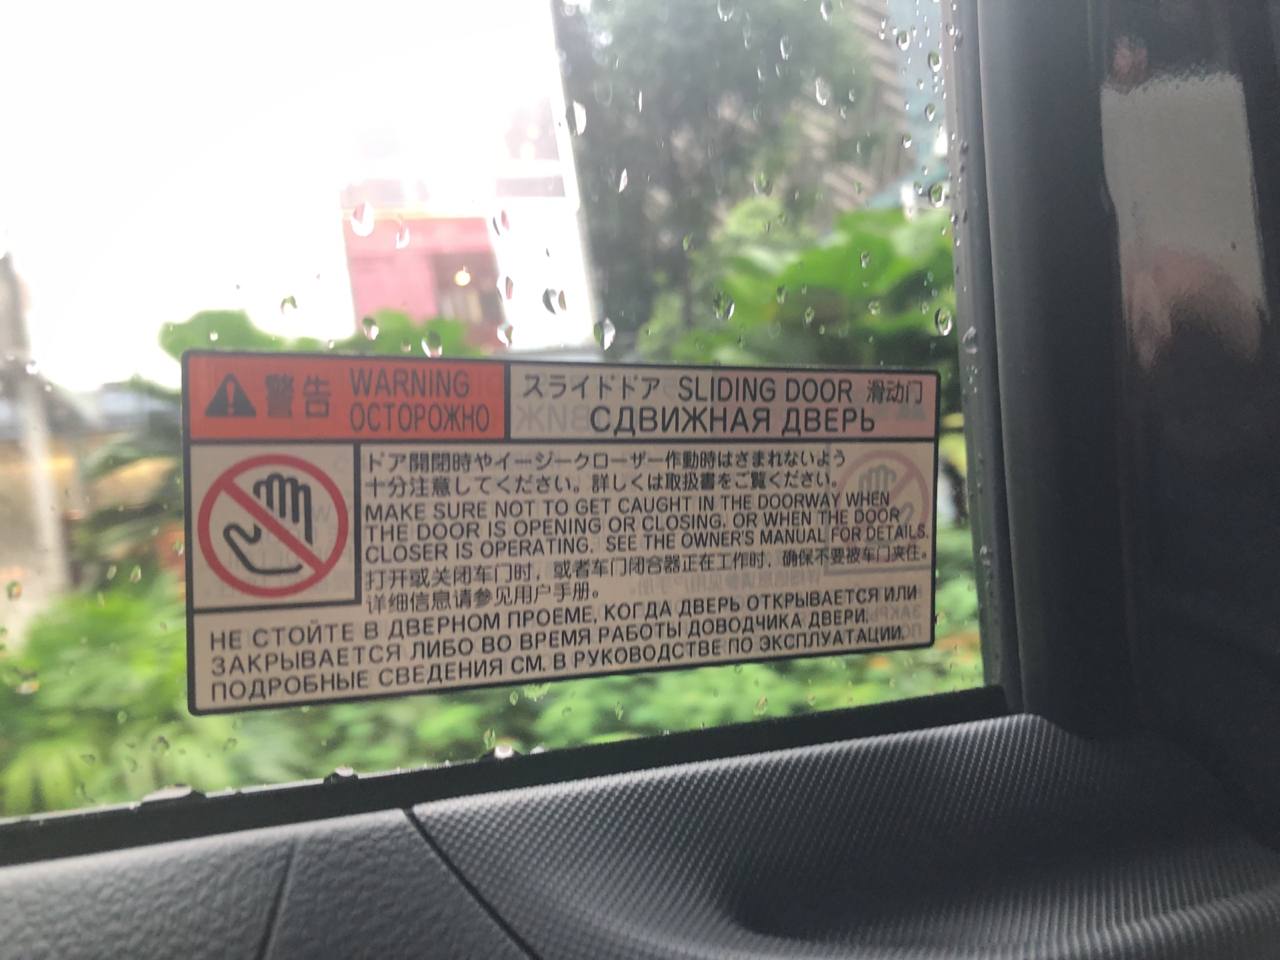 警告 WARNING
ОСТОРОЖНО
スライドドア SLIDING DOOR 滑动门
СДВИЖНАЯ ДВЕРЬ
ドア開閉時やイージークローザー作動時はさまれないよう
十分注意してください。詳しくは取扱書をご覧ください。
MAKE SURE NOT TO GET CAUGHT IN THE DOORWAY WHEN
THE DOOR IS OPENING OR CLOSING, OR WHEN THE DOOR
CLOSER IS OPERATING. SEE THE OWNER'S MANUAL FOR DETAILS.
打开或关闭车门时，或者车门闭合器正在工作时，确保不要被车门夹住。
详细信息请参见用户手册。
НЕ СТОЙТЕ В ДВЕРНОМ ПРОЕМЕ, КОГДА ДВЕРЬ ОТКРЫВАЕТСЯ ИЛИ
ЗАКРЫВАЕТСЯ ЛИБО ВО ВРЕМЯ РАБОТЫ ДОВОДЧИКА ДВЕРИ.
ПОДРОБНЫЕ СВЕДЕНИЯ СМ. В РУКОВОДСТВЕ ПО ЭКСПЛУАТАЦИИ.